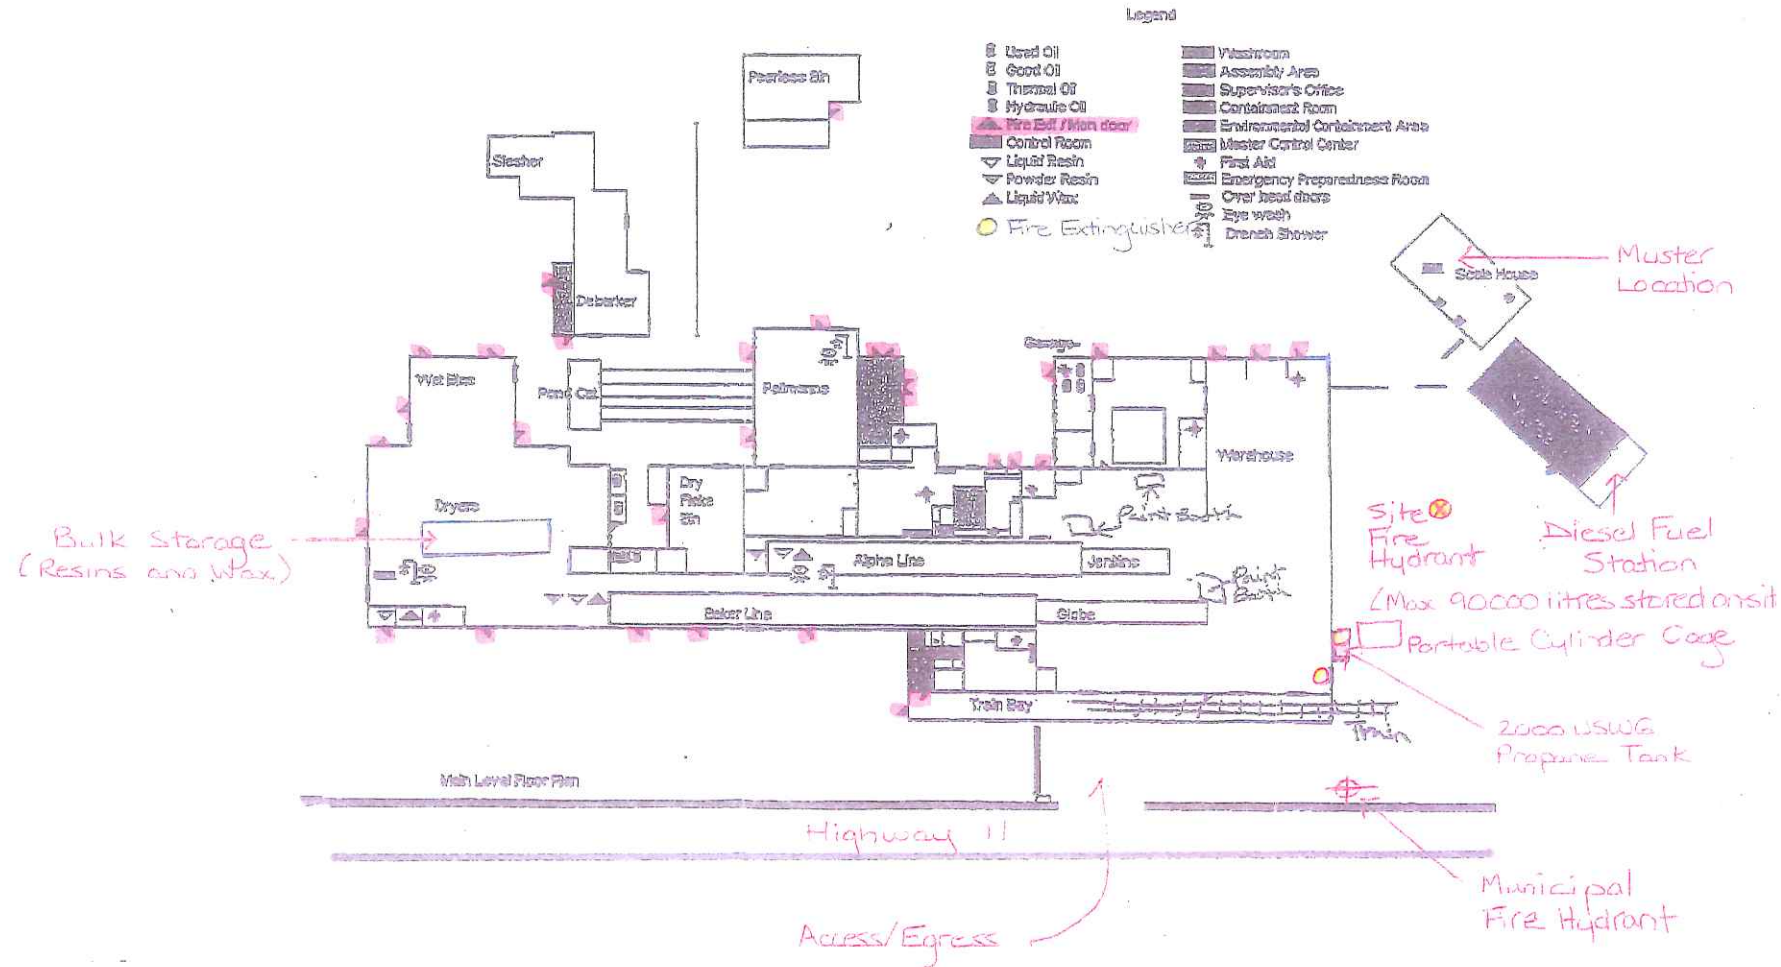 Legend
Used Oil
Good Oil
Thermal Oil
Hydraulic Oil
Fire Exit / Man door
Control Room
Liquid Resin
Powder Resin
Liquid Wax
Fire Extinguisher
Washroom
Assembly Area
Supervisor's Office
Containment Room
Environmental Containment Area
Master Control Center
First Aid
Emergency Preparedness Room
Over head doors
Eye wash
Drench Shower
Peerless Bin
Slasher
Debarker
Muster
Location
Scale House
Garage
Wet Bins
Pallmanns
Warehouse
Dry
Flake
Bin
Dryers
Bulk Storage
(Resins and Wax)
Paint Booth
Site
Fire
Hydrant
Diesel Fuel
Station
(Max 90000 litres stored onsit
Alpha Line
Jenkins
Paint
Booth
Baker Line
Globe
Portable Cylinder Cage
Train Bay
Train
2000 USWG
Propane Tank
Main Level Floor Plan
Highway 11
Municipal
Fire Hydrant
Access/Egress